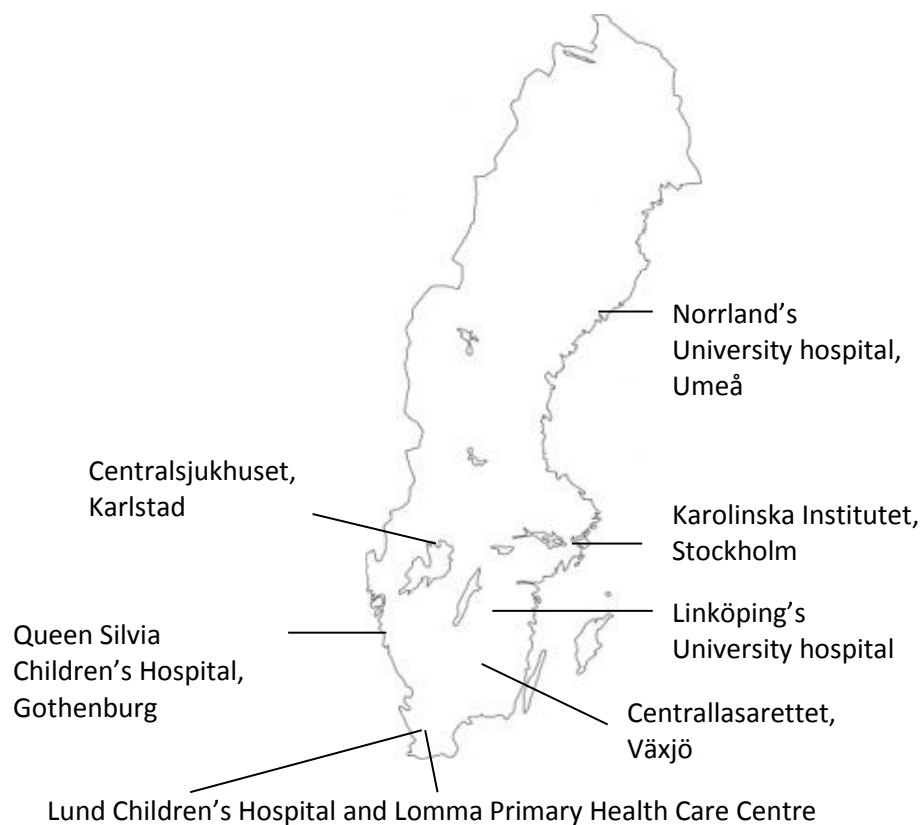 Norrland’s
University hospital,
Umeå
Centralsjukhuset,
Karlstad
Karolinska Institutet,
Stockholm
Linköping’s
University hospital
Queen Silvia
Children’s Hospital,
Gothenburg
Centrallasarettet,
Växjö
Lund Children’s Hospital and Lomma Primary Health Care Centre